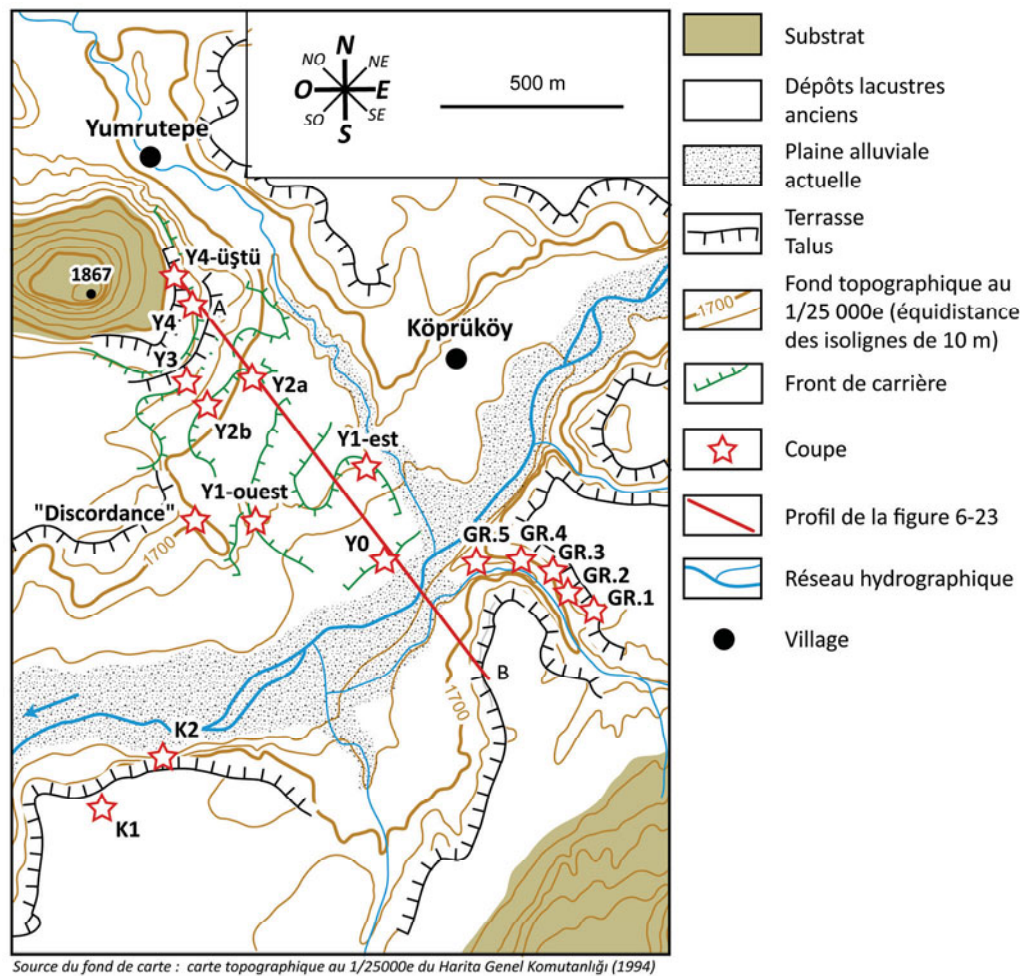 N
NO
NE
O
E
SO
SE
S
500 m
Yumrutepe
Y4-üştü
1867
A
Y4
Köprüköy
Y3
Y2a
Y2b
Y1-est
Y1-ouest
"Discordance"
1700
Y0
GR.5
GR.4
GR.3
GR.2
GR.1
B
1700
K2
K1
Substrat
Dépôts lacustres
anciens
Plaine alluviale
actuelle
Terrasse
Talus
1700
Fond topographique au
1/25 000e (équidistance
des isolignes de 10 m)
Front de carrière
Coupe
Profil de la figure 6-23
Réseau hydrographique
Village
Source du fond de carte : carte topographique au 1/25000e du Harita Genel Komutanlığı (1994)